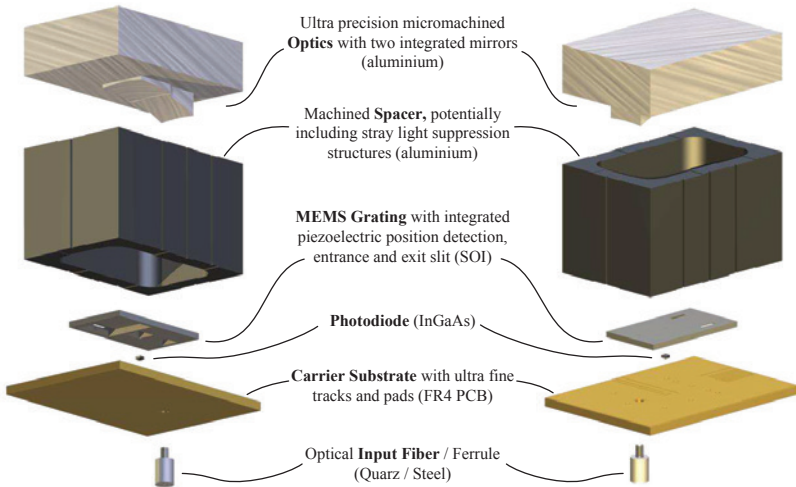 Ultra precision micromachined
Optics with two integrated mirrors
(aluminium)
Machined Spacer, potentially
including stray light suppression
structures (aluminium)
MEMS Grating with integrated
piezoelectric position detection,
entrance and exit slit (SOI)
Photodiode (InGaAs)
Carrier Substrate with ultra fine
tracks and pads (FR4 PCB)
Optical Input Fiber / Ferrule
(Quarz / Steel)